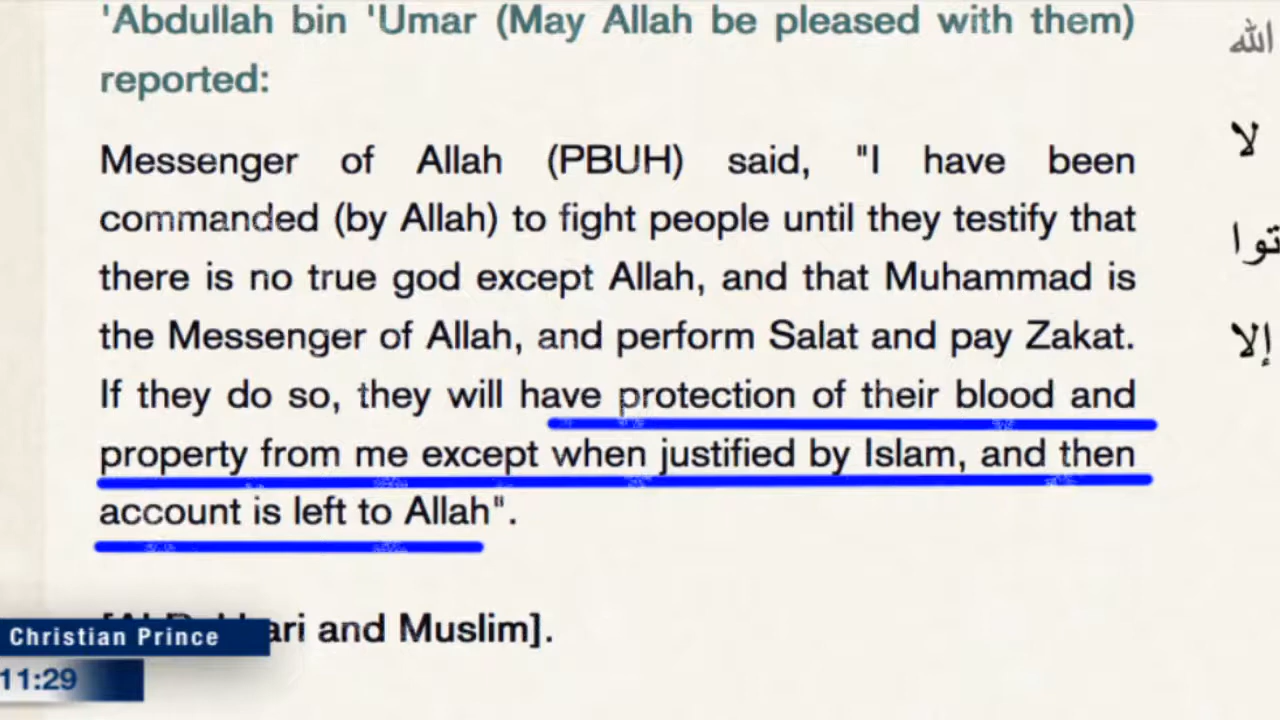 'Abdullah bin 'Umar (May Allah be pleased with them)
reported:
Messenger of Allah (PBUH) said, "I have been
commanded (by Allah) to fight people until they testify that
there is no true god except Allah, and that Muhammad is
the Messenger of Allah, and perform Salat and pay Zakat.
If they do so, they will have protection of their blood and
property from me except when justified by Islam, and then
account is left to Allah".
ari and Muslim].
Christian Prince
11:29
الله
لا
توا
إلا